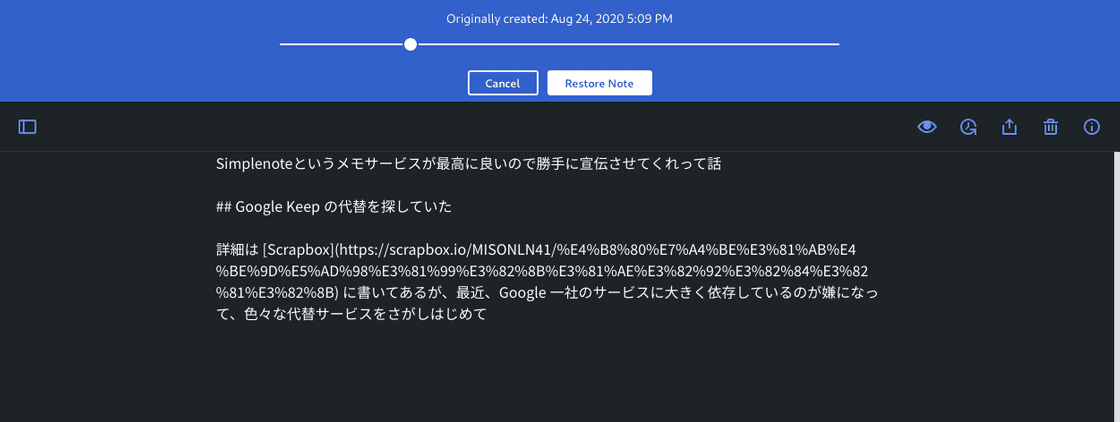 Originally created: Aug 24, 2020 5:09 PM
Cancel
Restore Note
Simplenoteというメモサービスが最高に良いので勝手に宣伝させてくれって話
## Google Keep の代替を探していた
詳細は [Scrapbox](https://scrapbox.io/MISONLN41/%E4%B8%80%E7%A4%BE%E3%81%AB%E4
%BE%9D%E5%AD%98%E3%81%99%E3%82%8B%E3%81%AE%E3%82%92%E3%82%84%E3%82
%81%E3%82%8B) に書いてあるが、最近、Google 一社のサービスに大きく依存しているのが嫌になっ
て、色々な代替サービスをさがしはじめて